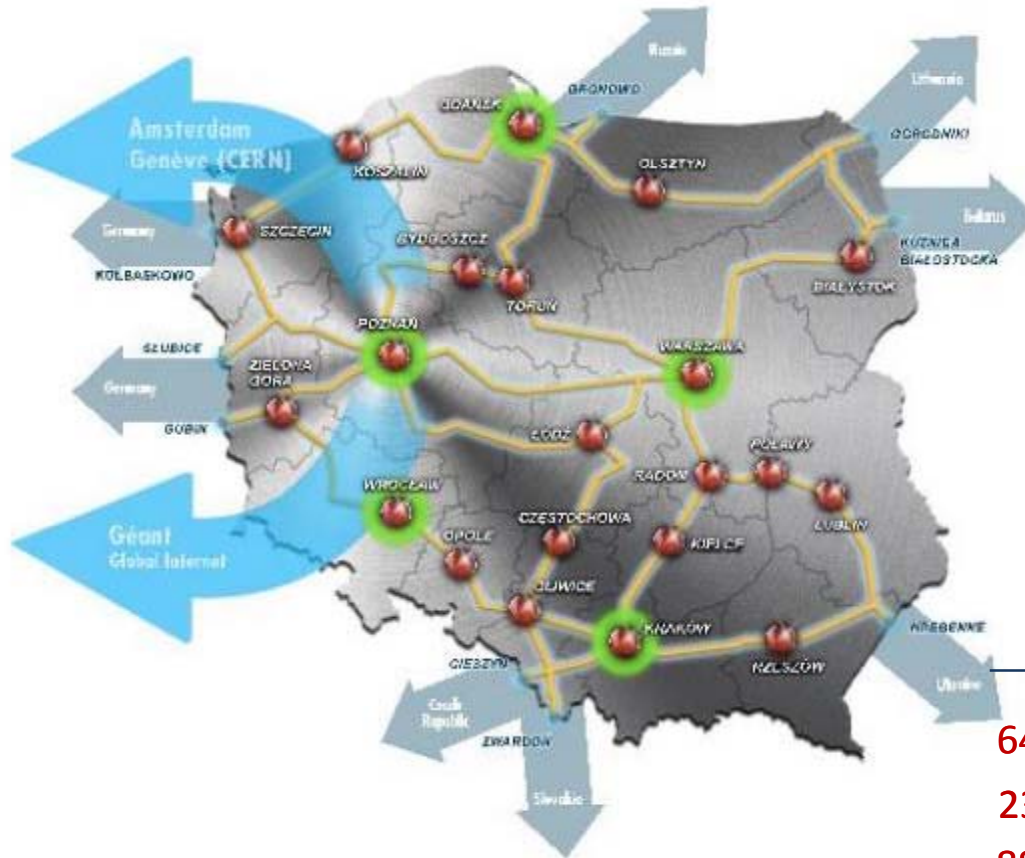 Russia
GRONOWO
Lithuania
GDAŃSK
OGRODNIKI
Amsterdam
Genève (CERN)
KOSZALIN
OLSZTYN
Belarus
Germany
SZCZECIN
BYDGOSZCZ
KUŹNICA
BIAŁOSTOCKA
KOŁBASKOWO
BIAŁYSTOK
TORUŃ
POZNAŃ
WARSZAWA
SŁUBICE
ZIELONA
GÓRA
Germany
GUBIN
ŁÓDŹ
PUŁAWY
RADOM
WROCŁAW
CZĘSTOCHOWA
LUBLIN
Géant
Global Internet
OPOLE
KIELCE
GLIWICE
KRAKÓW
HREBENNE
CIESZYN
RZESZÓW
Ukraine
Czech
Republic
ZWARDOŃ
Slovakia
64
23